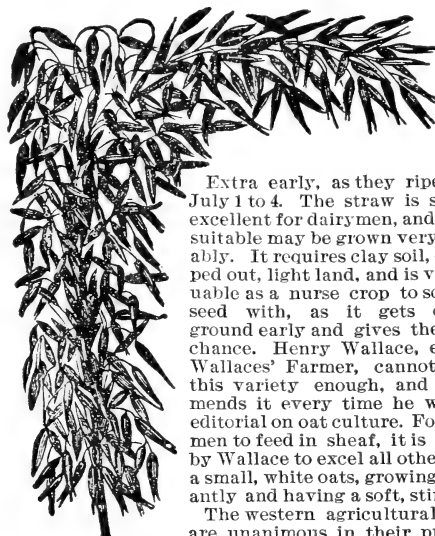 Extra early, as they ripe
July 1 to 4. The straw is s
excellent for dairymen, and
suitable may be grown very
ably. It requires clay soil,
ped out, light land, and is v
uable as a nurse crop to so
seed with, as it gets o
ground early and gives the
chance. Henry Wallace, e
Wallaces' Farmer, cannot
this variety enough, and
mends it every time he w
editorial on oat culture. Fo
men to feed in sheaf, it is
by Wallace to excel all othe
a small, white oats, growing
antly and having a soft, stif
The western agricultural
are unanimous in their pr